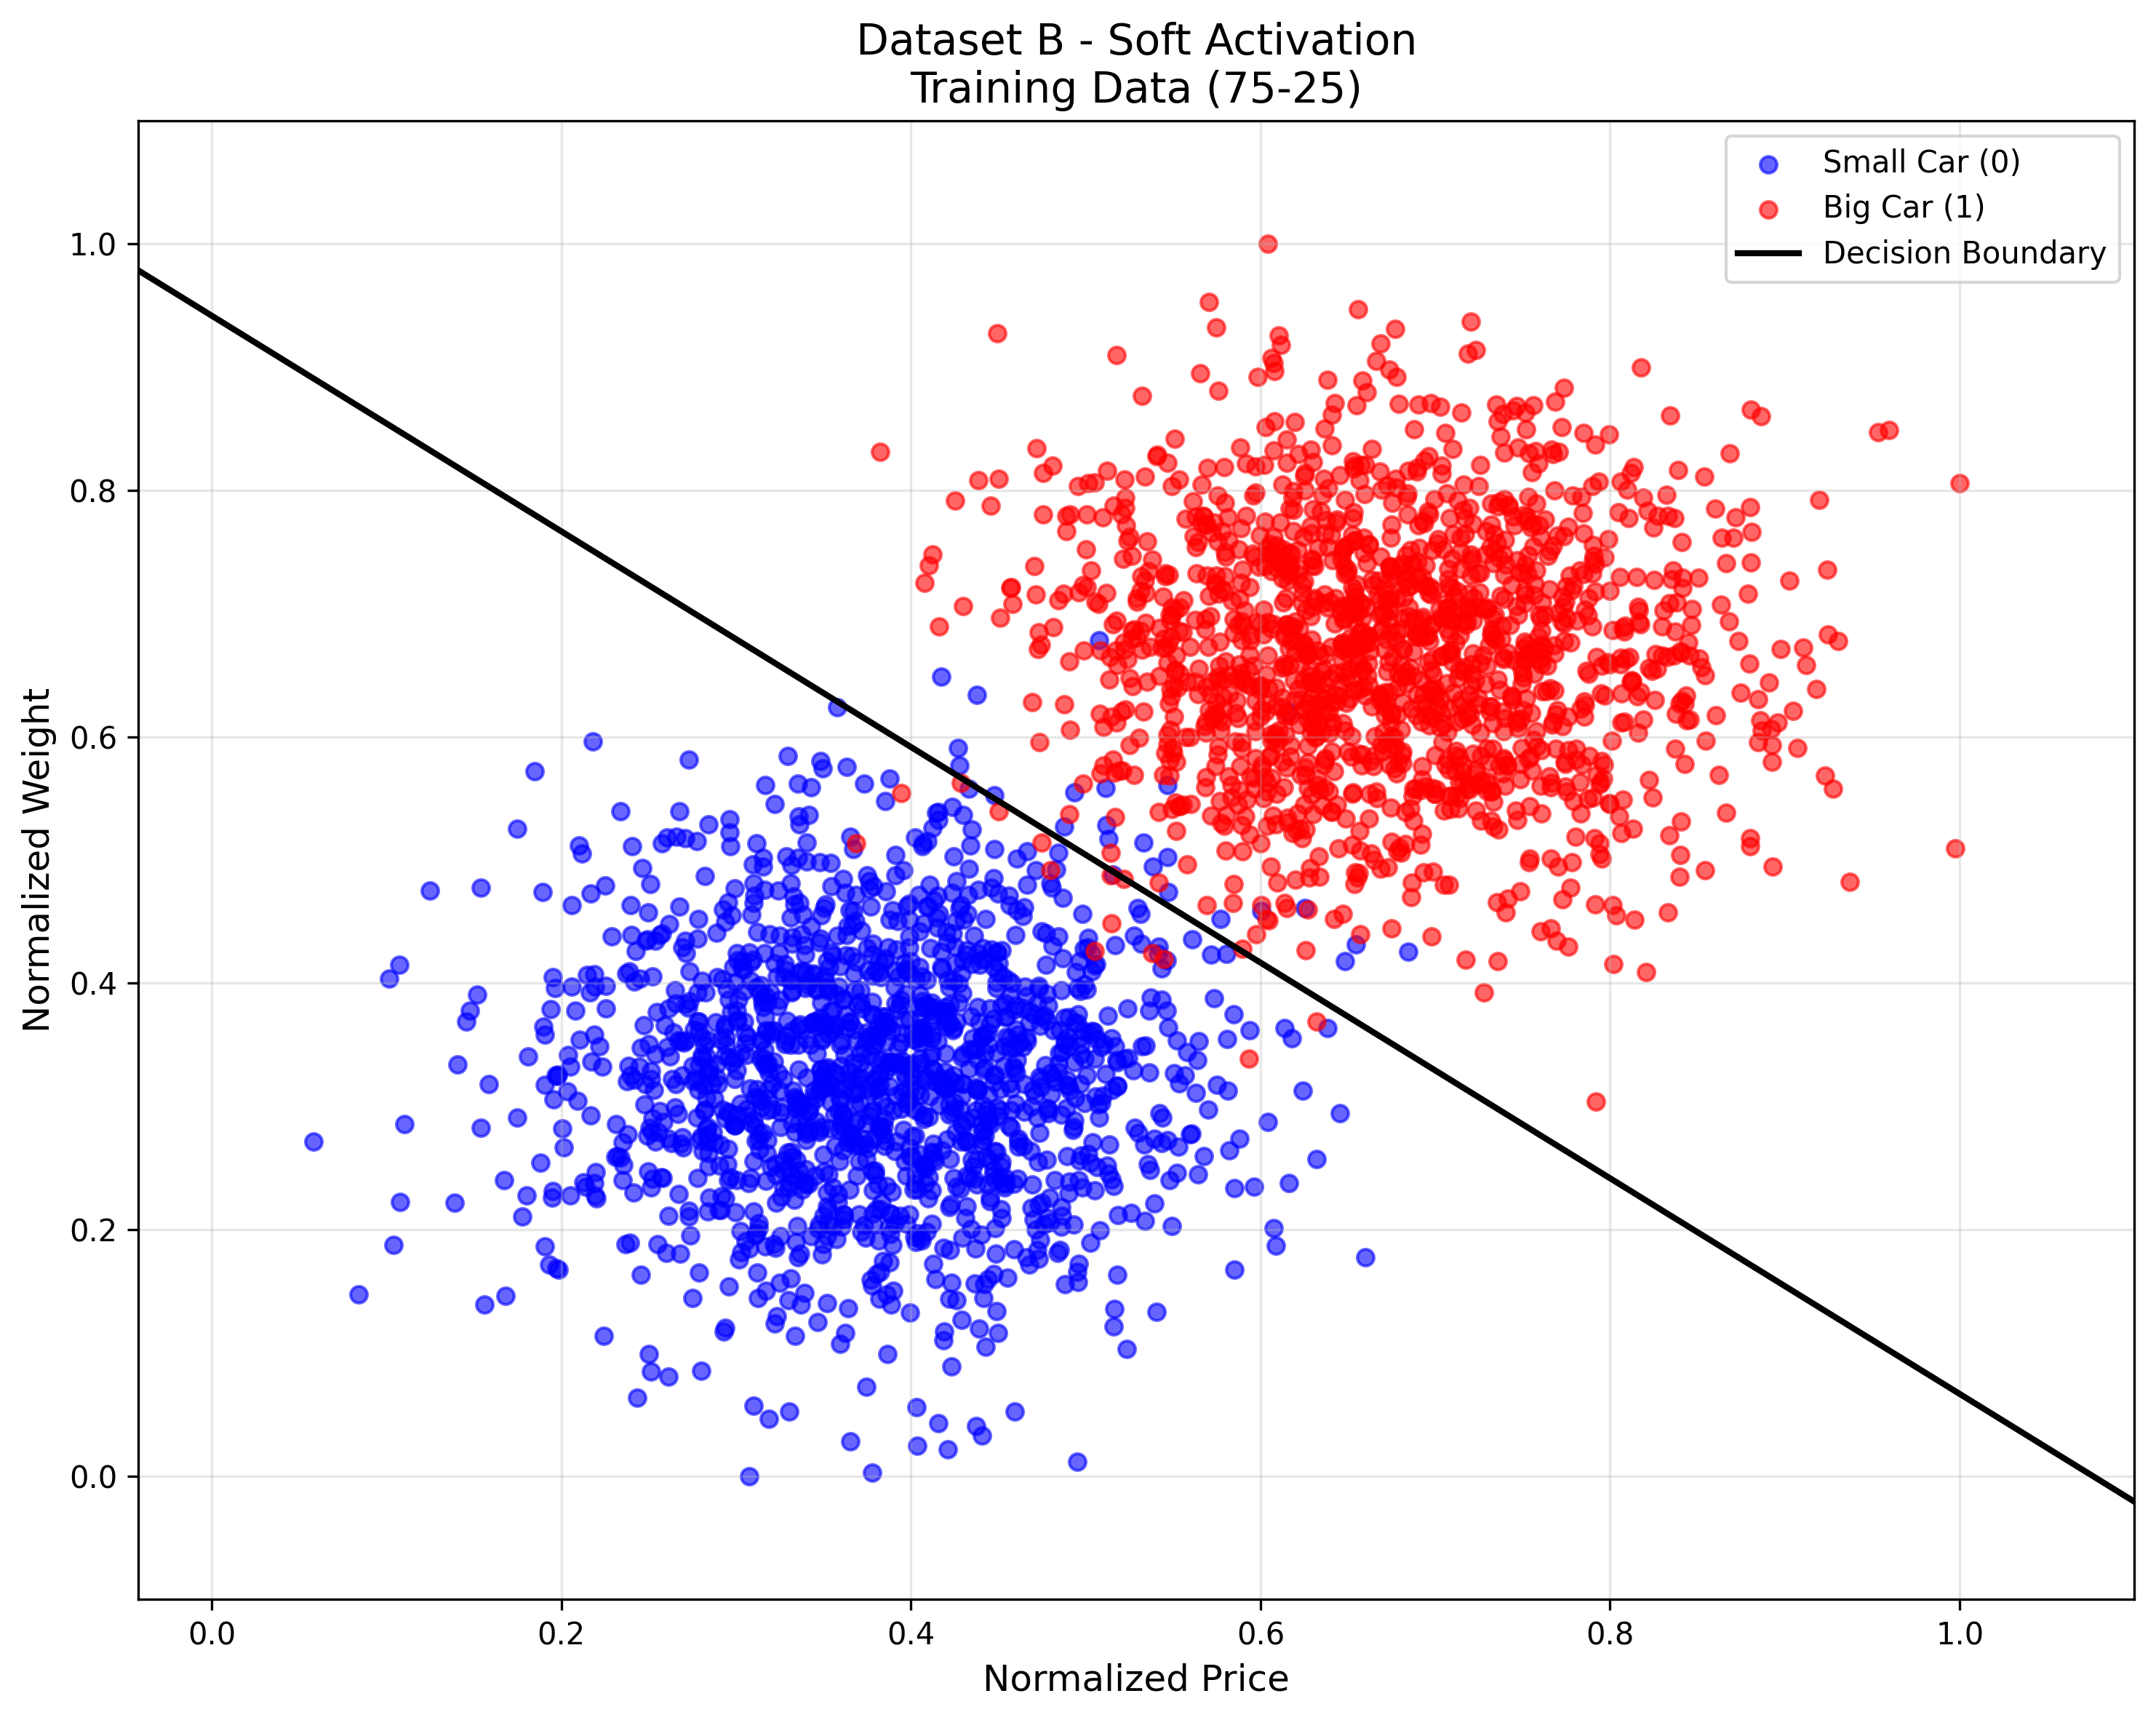 Dataset B - Soft Activation
Training Data (75-25)
Small Car (0)
Big Car (1)
Decision Boundary
Normalized Weight
1.0
0.8
0.6
0.4
0.2
0.0
0.0 0.2 0.4 0.6 0.8 1.0
Normalized Price